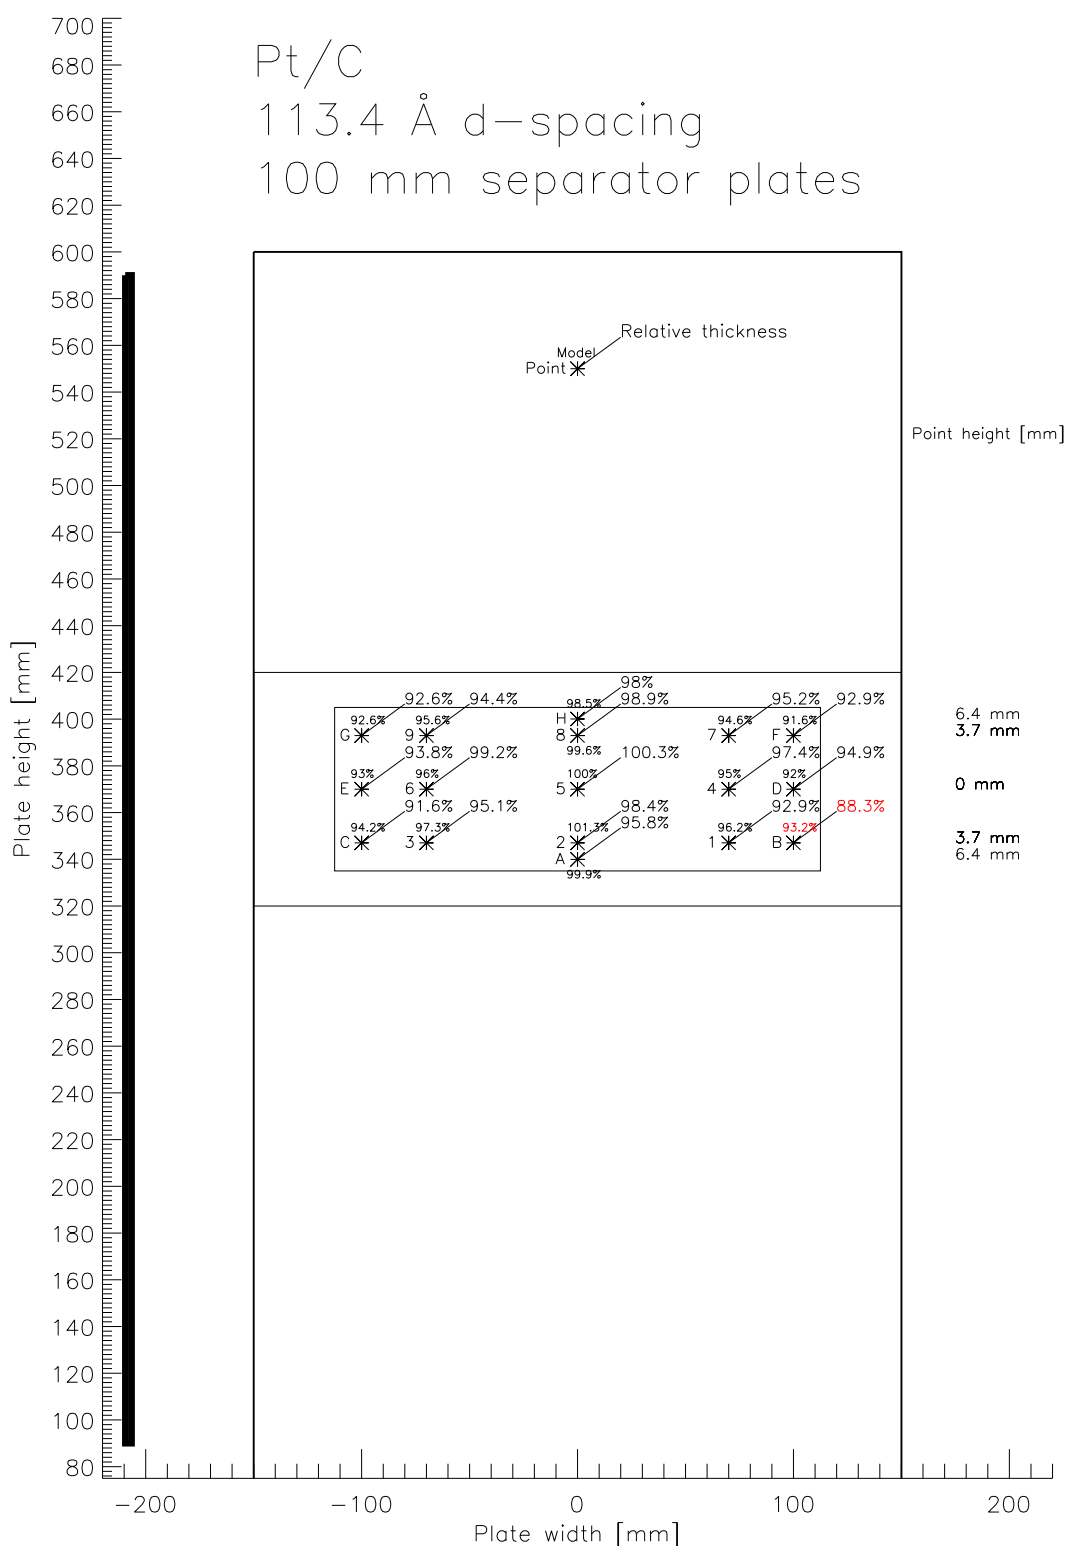 Pt/C
113.4 Å d-spacing
100 mm separator plates
700
680
660
640
620
600
580
560
540
520
500
480
460
440
420
400
380
360
340
320
300
280
260
240
220
200
180
160
140
120
100
80
Plate height [mm]
Relative thickness
Model
Point
Point height [mm]
98%
92.6% 94.4% 98.9% 95.2% 92.9%
98.5%
92.6% 95.6% H 94.6% 91.6% 6.4 mm
G 9 8 7 F 3.7 mm
99.6%
93.8% 99.2% 100.3% 97.4% 94.9%
93% 96% 100% 95% 92%
E 6 5 4 D 0 mm
91.6% 95.1% 98.4% 92.9% 88.3%
95.8%
94.2% 97.3% 101.3% 96.2% 93.2%
C 3 2 1 B 3.7 mm
A 6.4 mm
99.9%
-200 -100 0 100 200
Plate width [mm]